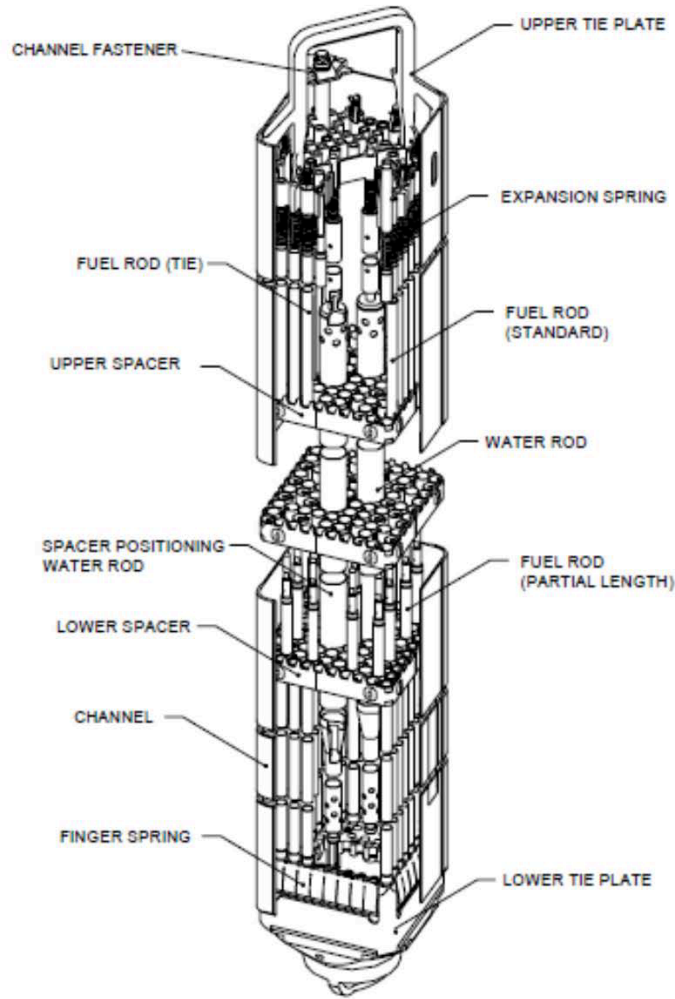 UPPER TIE PLATE
CHANNEL FASTENER
EXPANSION SPRING
FUEL ROD (TIE)
FUEL ROD
(STANDARD)
UPPER SPACER
WATER ROD
SPACER POSITIONING
WATER ROD
FUEL ROD
(PARTIAL LENGTH)
LOWER SPACER
CHANNEL
FINGER SPRING
LOWER TIE PLATE